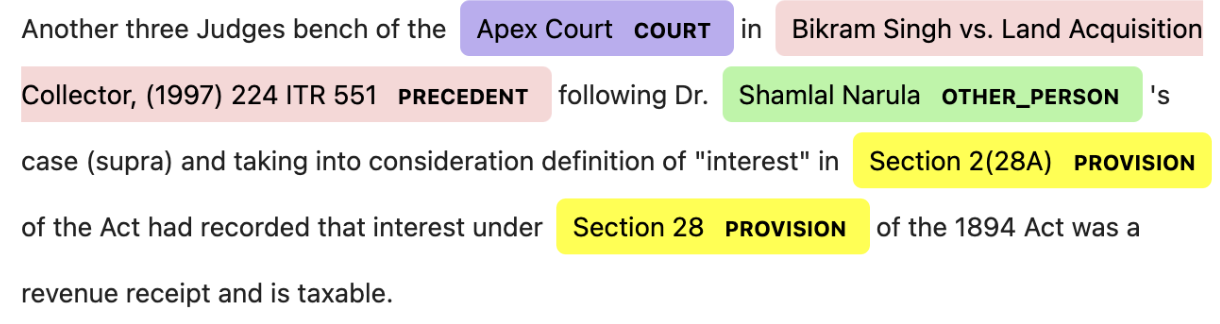 Another three Judges bench of the Apex Court COURT in Bikram Singh vs. Land Acquisition
Collector, (1997) 224 ITR 551 PRECEDENT following Dr. Shamlal Narula OTHER_PERSON 's
case (supra) and taking into consideration definition of "interest" in Section 2(28A) PROVISION
of the Act had recorded that interest under Section 28 PROVISION of the 1894 Act was a
revenue receipt and is taxable.